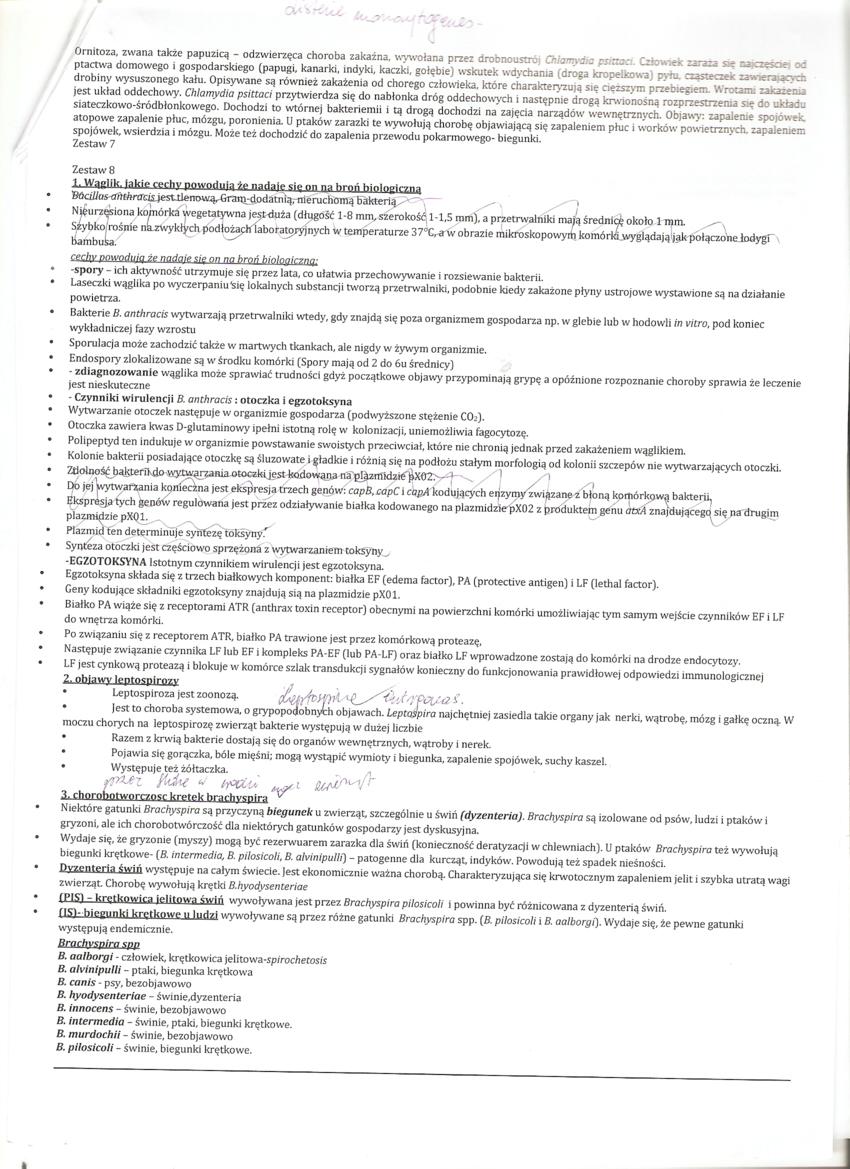 listerie monocytogenes-
Ornitoza, zwana także papuzicą – odzwierzęca choroba zakaźna, wywołana przez drobnoustrój Chlamydia psittaci. Człowiek zaraża się najczęściej od
ptactwa domowego i gospodarskiego (papugi, kanarki, indyki, kaczki, gołębie) wskutek wdychania (droga kropelkowa) pyłu, cząsteczek zawierających
drobiny wysuszonego kału. Opisywane są również zakażenia od chorego człowieka, które charakteryzują się cięższym przebiegiem. Wrotami zakażenia
jest układ oddechowy. Chlamydia psittaci przytwierdza się do nabłonka dróg oddechowych i następnie drogą krwionośną rozprzestrzenia się do układu
siateczkowo-śródbłonkowego. Dochodzi to wtórnej bakteriemii i tą drogą dochodzi na zajęcia narządów wewnętrznych. Objawy: zapalenie spojówek,
atopowe zapalenie płuc, mózgu, poronienia. U ptaków zarazki te wywołują chorobę objawiającą się zapaleniem płuc i worków powietrznych, zapaleniem
spojówek, wsierdzia i mózgu. Może też dochodzić do zapalenia przewodu pokarmowego- biegunki.
Zestaw 7
Zestaw 8
1. Wąglik, jakie cechy powodują że nadaje się on na broń biologiczną
• Bacillus anthracis jest tlenową, Gram-dodatnią, nieruchomą bakterią
• Nieurzęsiona komórka wegetatywna jest duża (długość 1-8 mm, szerokość 1-1,5 mm), a przetrwalniki mają średnicę około 1 mm.
• Szybko rośnie na zwykłych podłożach laboratoryjnych w temperaturze 37°C, a w obrazie mikroskopowym komórki wyglądają jak połączone łodygi
bambusa.
cechy powodują że nadaje się on na broń biologiczną:
• -spory – ich aktywność utrzymuje się przez lata, co ułatwia przechowywanie i rozsiewanie bakterii.
• Laseczki wąglika po wyczerpaniu się lokalnych substancji tworzą przetrwalniki, podobnie kiedy zakażone płyny ustrojowe wystawione są na działanie
powietrza.
• Bakterie B. anthracis wytwarzają przetrwalniki wtedy, gdy znajdą się poza organizmem gospodarza np. w glebie lub w hodowli in vitro, pod koniec
wykładniczej fazy wzrostu
• Sporulacja może zachodzić także w martwych tkankach, ale nigdy w żywym organizmie.
• Endospory zlokalizowane są w środku komórki (Spory mają od 2 do 6u średnicy)
• - zdiagnozowanie wąglika może sprawiać trudności gdyż początkowe objawy przypominają grypę a opóźnione rozpoznanie choroby sprawia że leczenie
jest nieskuteczne
• - Czynniki wirulencji B. anthracis : otoczka i egzotoksyna
• Wytwarzanie otoczek następuje w organizmie gospodarza (podwyższone stężenie CO₂).
• Otoczka zawiera kwas D-glutaminowy ipełni istotną rolę w kolonizacji, uniemożliwia fagocytozę.
• Polipeptyd ten indukuje w organizmie powstawanie swoistych przeciwciał, które nie chronią jednak przed zakażeniem wąglikiem.
• Kolonie bakterii posiadające otoczkę są śluzowate i gładkie i różnią się na podłożu stałym morfologią od kolonii szczepów nie wytwarzających otoczki.
• Zdolność bakterii do wytwarzania otoczki jest kodowana na plazmidzie pX02.
• Do jej wytwarzania konieczna jest ekspresja trzech genów: capB, capC i capA kodujących enzymy związane z błoną komórkową bakterii,
• Ekspresja tych genów regulowana jest przez odziaływanie białka kodowanego na plazmidzie pX02 z produktem genu atxA znajdującego się na drugim
plazmidzie pX01.
• Plazmid ten determinuje syntezę toksyny.
• Synteza otoczki jest częściowo sprzężona z wytwarzaniem toksyny
-EGZOTOKSYNA Istotnym czynnikiem wirulencji jest egzotoksyna.
• Egzotoksyna składa się z trzech białkowych komponent: białka EF (edema factor), PA (protective antigen) i LF (lethal factor).
• Geny kodujące składniki egzotoksyny znajdują się na plazmidzie pX01.
• Białko PA wiąże się z receptorami ATR (anthrax toxin receptor) obecnymi na powierzchni komórki umożliwiając tym samym wejście czynników EF i LF
do wnętrza komórki.
• Po związaniu się z receptorem ATR, białko PA trawione jest przez komórkową proteazę,
• Następuje związanie czynnika LF lub EF i kompleks PA-EF (lub PA-LF) oraz białko LF wprowadzone zostają do komórki na drodze endocytozy.
• LF jest cynkową proteazą i blokuje w komórce szlak transdukcji sygnałów konieczny do funkcjonowania prawidłowej odpowiedzi immunologicznej
2. objawy leptospirozy
• Leptospiroza jest zoonozą. Leptospira interrogans.
• Jest to choroba systemowa, o grypopodobnych objawach. Leptospira najchętniej zasiedla takie organy jak nerki, wątrobę, mózg i gałkę oczną. W
moczu chorych na leptospirozę zwierząt bakterie występują w dużej liczbie
• Razem z krwią bakterie dostają się do organów wewnętrznych, wątroby i nerek.
• Pojawia się gorączka, bóle mięśni; mogą wystąpić wymioty i biegunka, zapalenie spojówek, suchy kaszel.
• Występuje też żółtaczka.
przez w
3. chorobotworczosc kretek brachyspira
• Niektóre gatunki Brachyspira są przyczyną biegunek u zwierząt, szczególnie u świń (dyzenteria). Brachyspira są izolowane od psów, ludzi i ptaków i
gryzoni, ale ich chorobotwórczość dla niektórych gatunków gospodarzy jest dyskusyjna.
• Wydaje się, że gryzonie (myszy) mogą być rezerwuarem zarazka dla świń (konieczność deratyzacji w chlewniach). U ptaków Brachyspira też wywołują
biegunki krętkowe- (B. intermedia, B. pilosicoli, B. alvinipulli) – patogenne dla kurcząt, indyków. Powodują też spadek nieśności.
• Dyzenteria świń występuje na całym świecie. Jest ekonomicznie ważna chorobą. Charakteryzująca się krwotocznym zapaleniem jelit i szybka utratą wagi
zwierząt. Chorobę wywołują krętki B.hyodysenteriae
• (PIS) – krętkowica jelitowa świń wywoływana jest przez Brachyspira pilosicoli i powinna być różnicowana z dyzenterią świń.
• (IS)- biegunki krętkowe u ludzi wywoływane są przez różne gatunki Brachyspira spp. (B. pilosicoli i B. aalborgi). Wydaje się, że pewne gatunki
występują endemicznie.
Brachyspira spp
B. aalborgi - człowiek, krętkowica jelitowa-spirochetosis
B. alvinipulli – ptaki, biegunka krętkowa
B. canis - psy, bezobjawowo
B. hyodysenteriae – świnie,dyzenteria
B. innocens – świnie, bezobjawowo
B. intermedia – świnie, ptaki, biegunki krętkowe.
B. murdochii – świnie, bezobjawowo
B. pilosicoli – świnie, biegunki krętkowe.